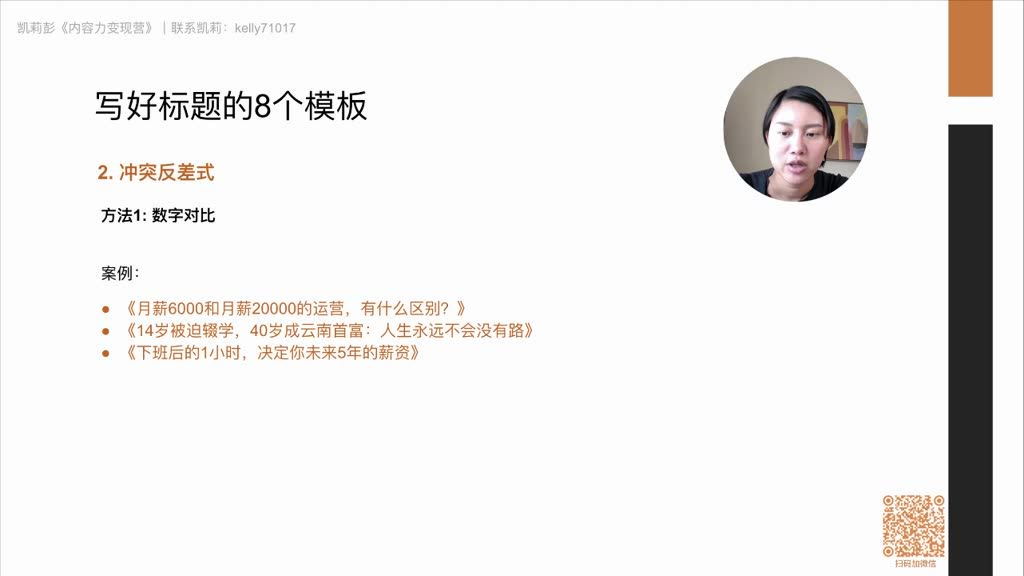 凯莉彭《内容力变现营》｜联系凯莉：kelly71017
写好标题的8个模板
2. 冲突反差式
方法1: 数字对比
案例：
● 《月薪6000和月薪20000的运营，有什么区别？》
● 《14岁被迫辍学，40岁成云南首富：人生永远不会没有路》
● 《下班后的1小时，决定你未来5年的薪资》
扫码加微信